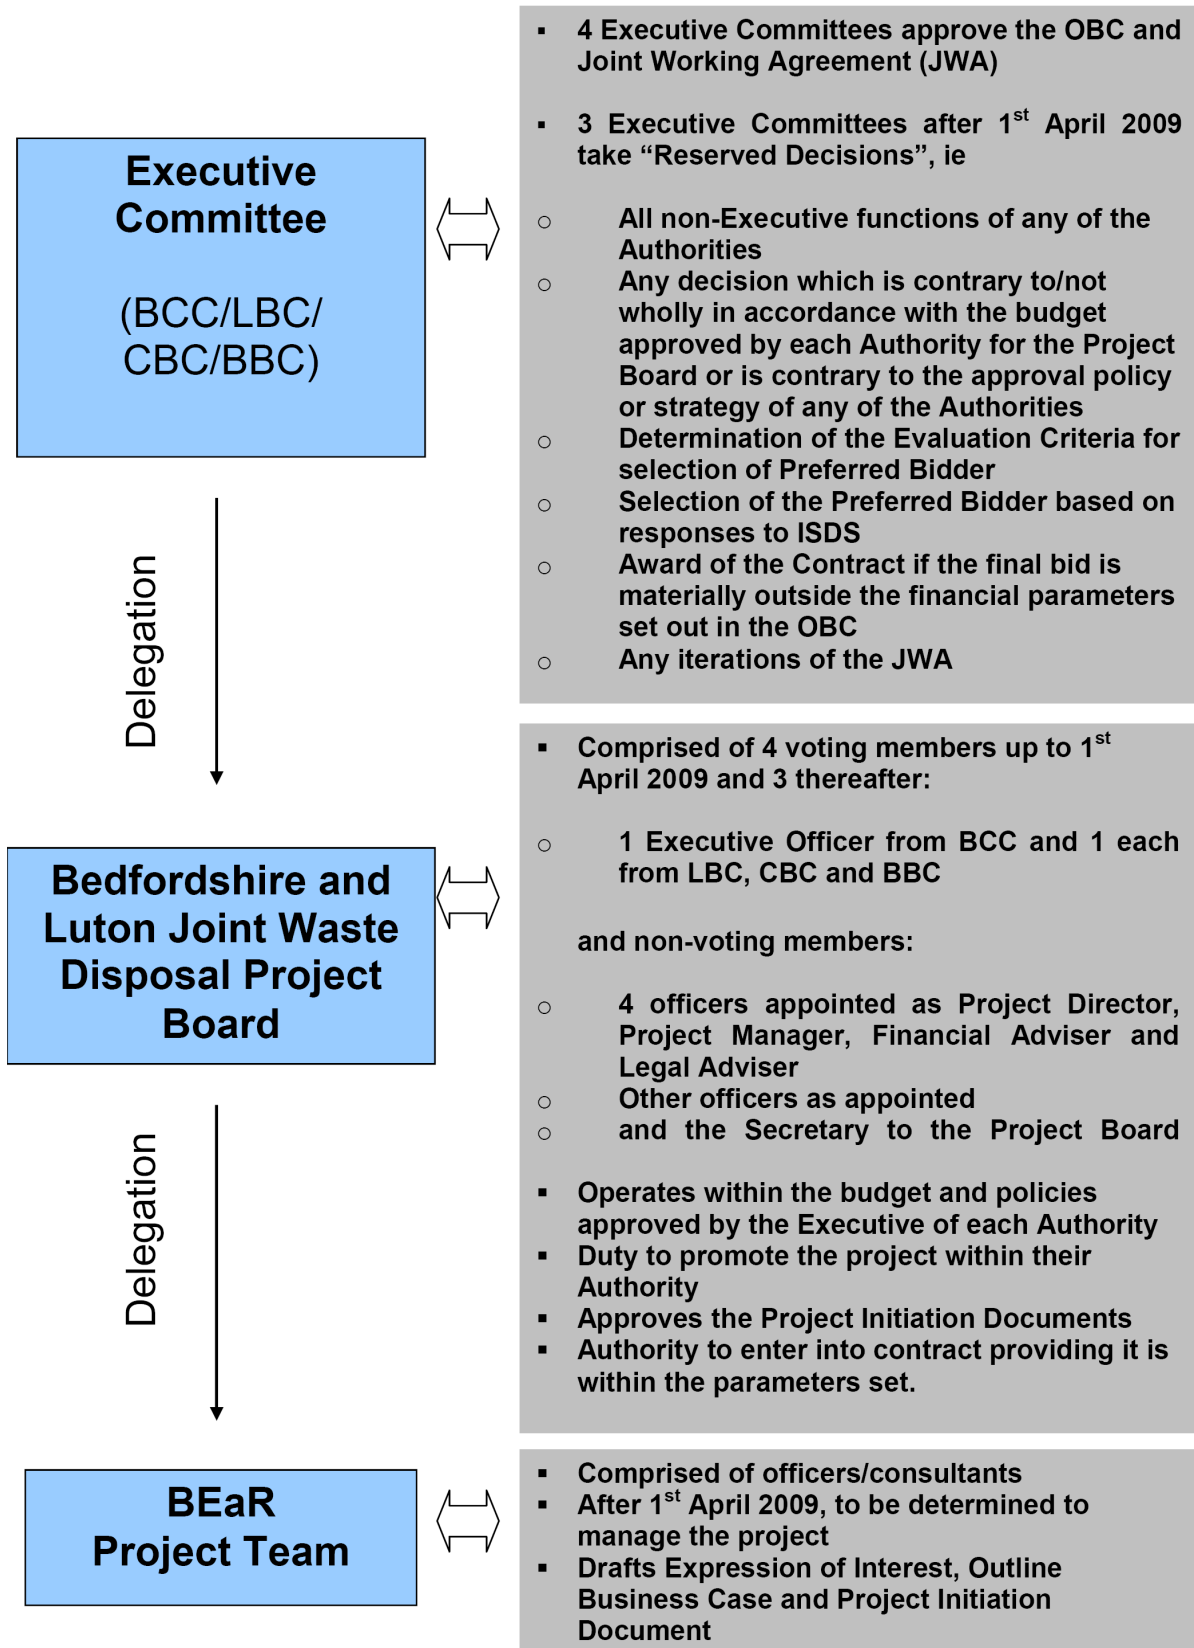 Executive
Committee
(BCC/LBC/
CBC/BBC)
▪ 4 Executive Committees approve the OBC and
Joint Working Agreement (JWA)
▪ 3 Executive Committees after 1st April 2009
take “Reserved Decisions”, ie
o All non-Executive functions of any of the
Authorities
o Any decision which is contrary to/not
wholly in accordance with the budget
approved by each Authority for the Project
Board or is contrary to the approval policy
or strategy of any of the Authorities
o Determination of the Evaluation Criteria for
selection of Preferred Bidder
o Selection of the Preferred Bidder based on
responses to ISDS
o Award of the Contract if the final bid is
materially outside the financial parameters
set out in the OBC
o Any iterations of the JWA
Delegation
Bedfordshire and
Luton Joint Waste
Disposal Project
Board
▪ Comprised of 4 voting members up to 1st
April 2009 and 3 thereafter:
o 1 Executive Officer from BCC and 1 each
from LBC, CBC and BBC
and non-voting members:
o 4 officers appointed as Project Director,
Project Manager, Financial Adviser and
Legal Adviser
o Other officers as appointed
o and the Secretary to the Project Board
▪ Operates within the budget and policies
approved by the Executive of each Authority
▪ Duty to promote the project within their
Authority
▪ Approves the Project Initiation Documents
▪ Authority to enter into contract providing it is
within the parameters set.
Delegation
BEaR
Project Team
▪ Comprised of officers/consultants
▪ After 1st April 2009, to be determined to
manage the project
▪ Drafts Expression of Interest, Outline
Business Case and Project Initiation
Document